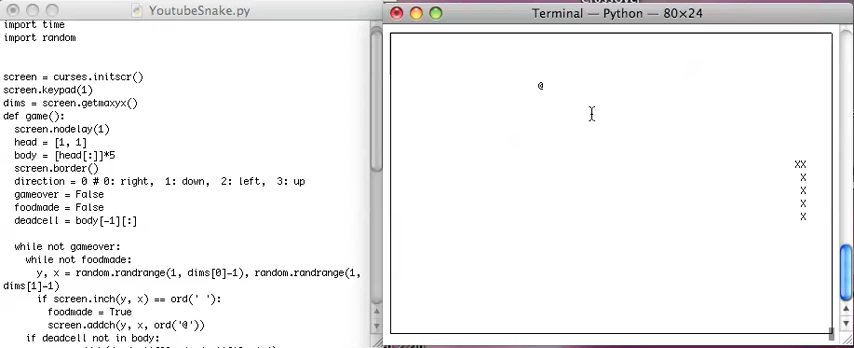 YoutubeSnake.py
import time
import random
screen = curses.initscr()
screen.keypad(1)
dims = screen.getmaxyx()
def game():
screen.nodelay(1)
head = [1, 1]
body = [head[:]]*5
screen.border()
direction = 0 # 0: right, 1: down, 2: left, 3: up
gameover = False
foodmade = False
deadcell = body[-1][:]
while not gameover:
while not foodmade:
y, x = random.randrange(1, dims[0]-1), random.randrange(1,
dims[1]-1)
if screen.inch(y, x) == ord(' '):
foodmade = True
screen.addch(y, x, ord('@'))
if deadcell not in body:
Terminal — Python — 80×24
@
XX
X
X
X
X